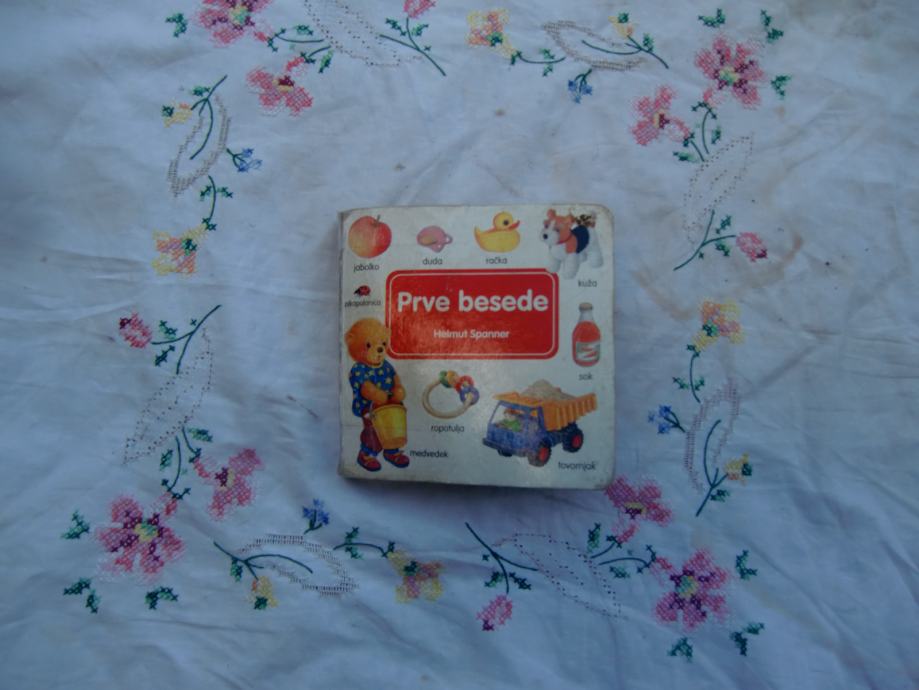 jabolko
duda
račka
kuža
pikapolonica
Prve besede
Helmut Spanner
sok
ropotulja
medvedek
tovornjak